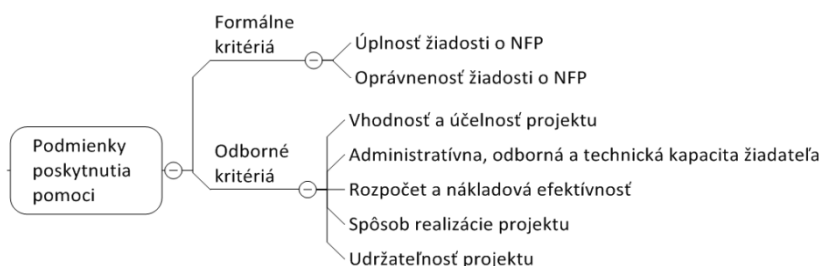 Formálne
kritériá
Úplnosť žiadosti o NFP
Oprávnenosť žiadosti o NFP
Podmienky
poskytnutia
pomoci
Odborné
kritériá
Vhodnosť a účelnosť projektu
Administratívna, odborná a technická kapacita žiadateľa
Rozpočet a nákladová efektívnosť
Spôsob realizácie projektu
Udržateľnosť projektu